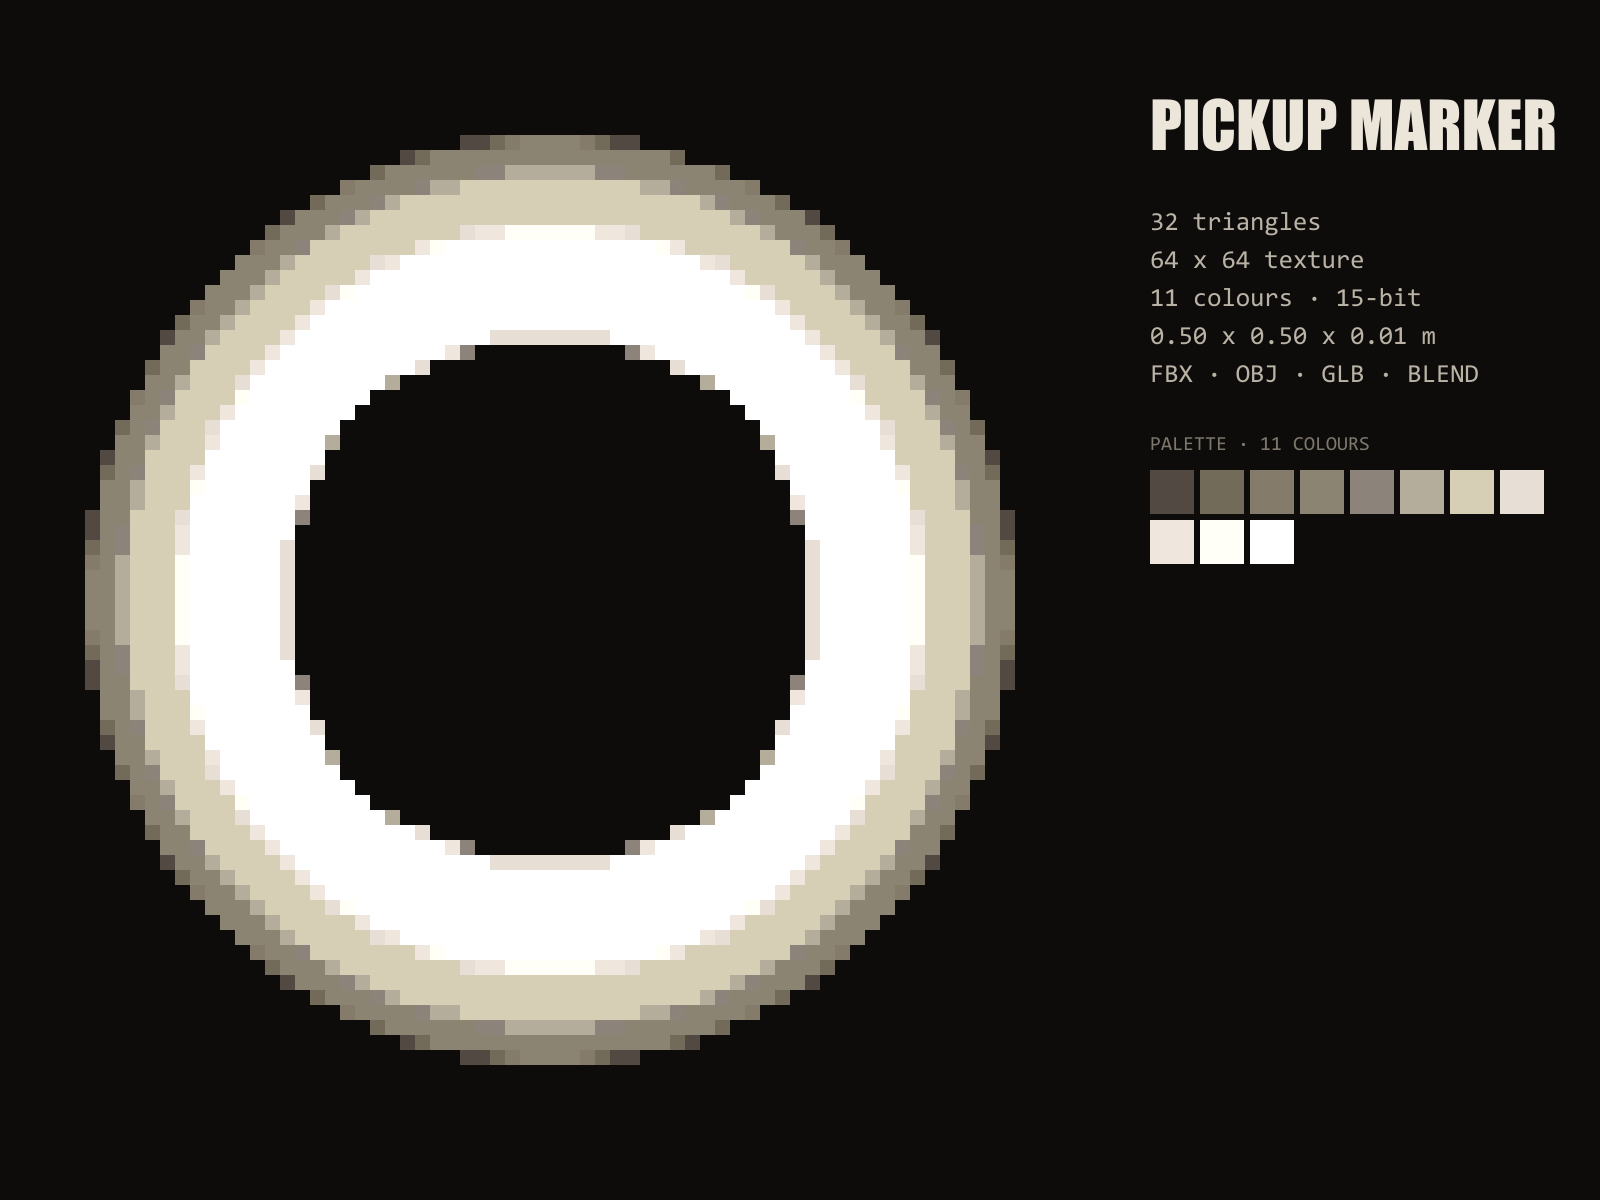 PICKUP MARKER
32 triangles
64 x 64 texture
11 colours · 15-bit
0.50 x 0.50 x 0.01 m
FBX · OBJ · GLB · BLEND
PALETTE · 11 COLOURS